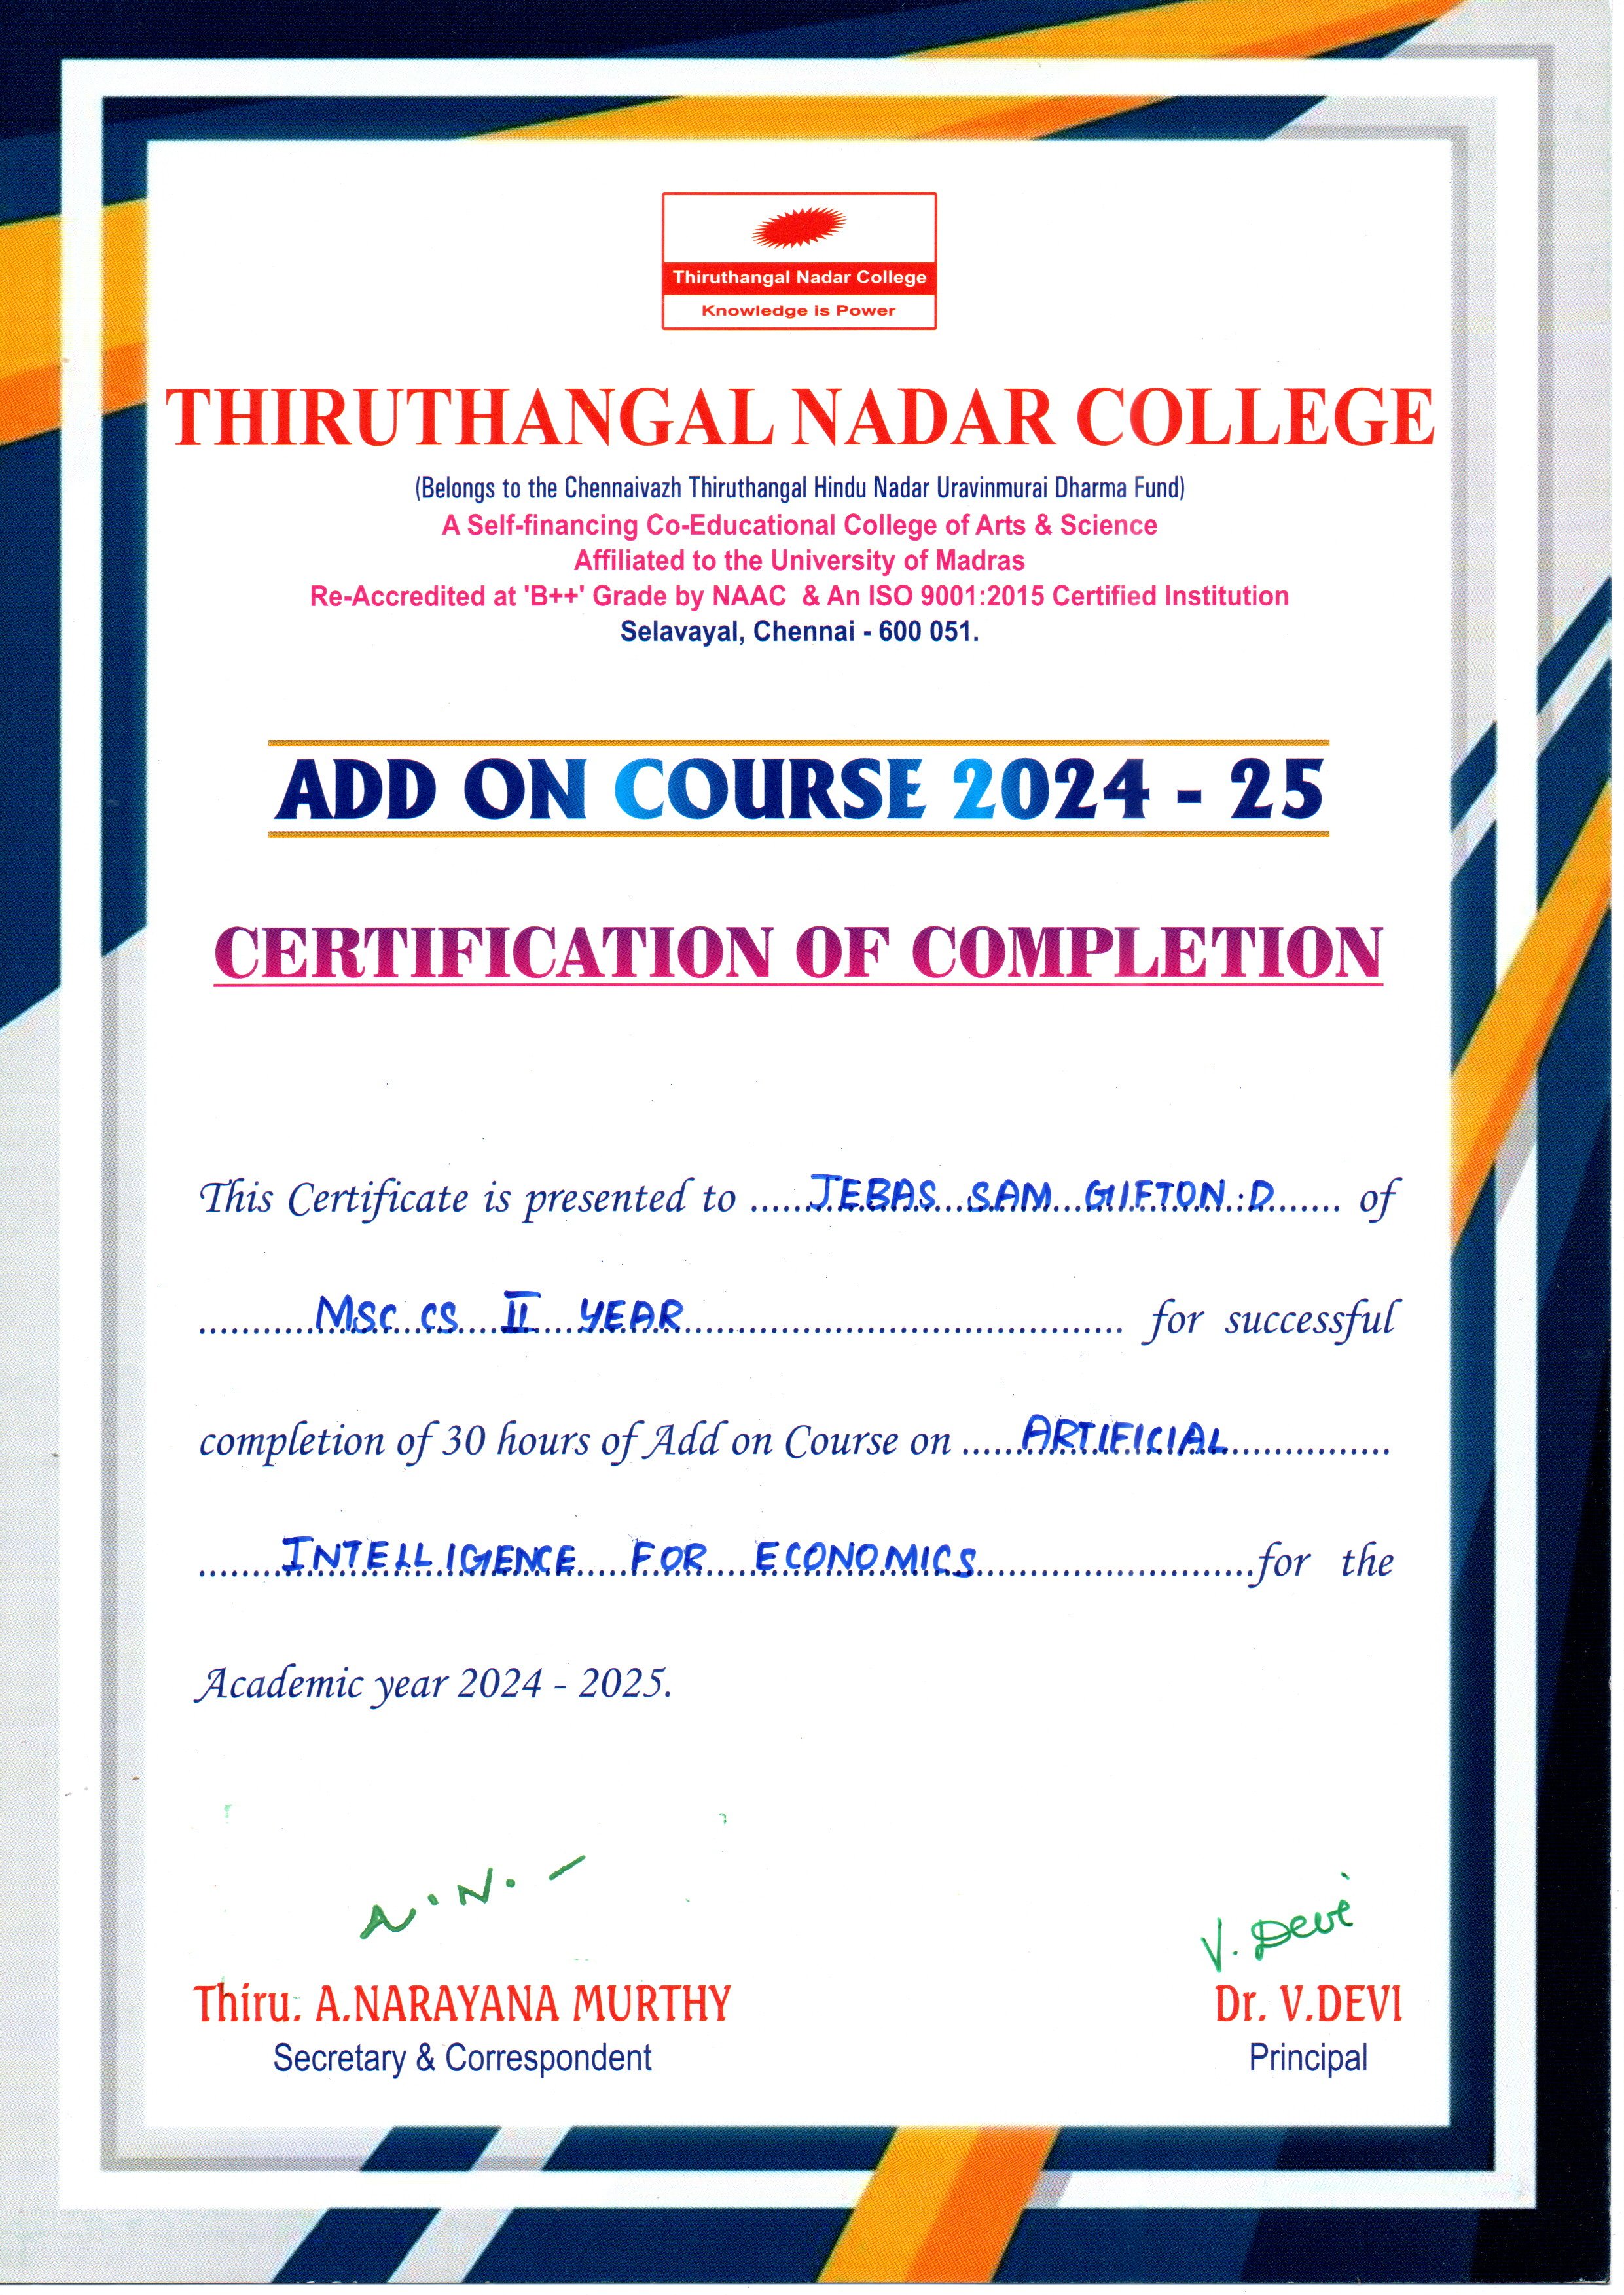 Thiruthangal Nadar College
Knowledge is Power
THIRUTHANGAL NADAR COLLEGE
(Belongs to the Chennaivazh Thiruthangal Hindu Nadar Uravinmurai Dharma Fund)
A Self-financing Co-Educational College of Arts & Science
Affiliated to the University of Madras
Re-Accredited at 'B++' Grade by NAAC & An ISO 9001:2015 Certified Institution
Selavayal, Chennai - 600 051.
ADD ON COURSE 2024 - 25
CERTIFICATION OF COMPLETION
This Certificate is presented to JEBAS SAM GIFTON.D of
MSC CS II YEAR for successful
completion of 30 hours of Add on Course on ARTIFICIAL
INTELLIGENCE FOR ECONOMICS for the
Academic year 2024 - 2025.
A.N. V. Devi
Thiru. A.NARAYANA MURTHY Dr. V.DEVI
Secretary & Correspondent Principal